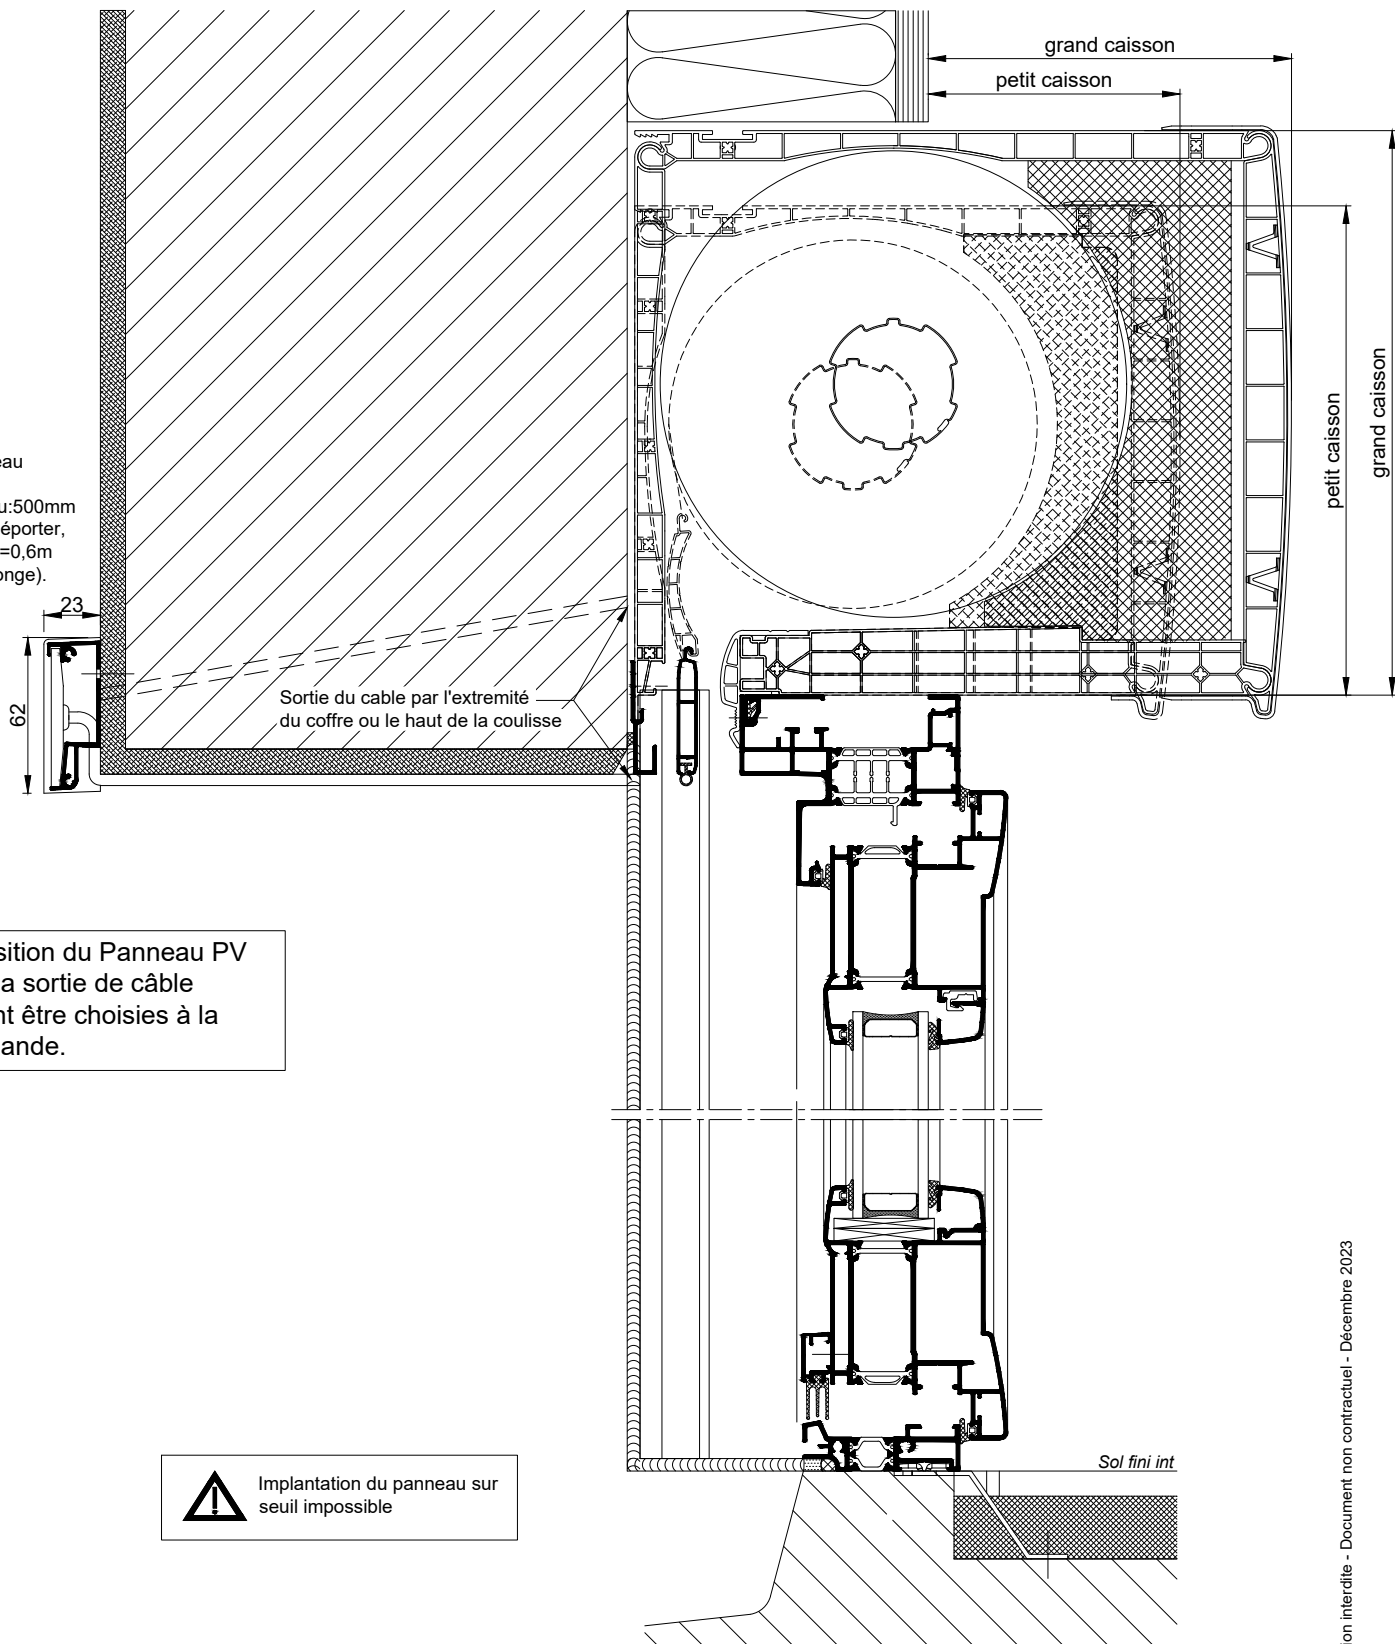 grand caisson
petit caisson
petit caisson
grand caisson
eau
u:500mm
éporter,
=0,6m
onge).
23
62
Sortie du cable par l'extremité
du coffre ou le haut de la coulisse
sition du Panneau PV
a sortie de câble
nt être choisies à la
ande.
Implantation du panneau sur
seuil impossible
Sol fini int
ion interdite - Document non contractuel - Décembre 2023